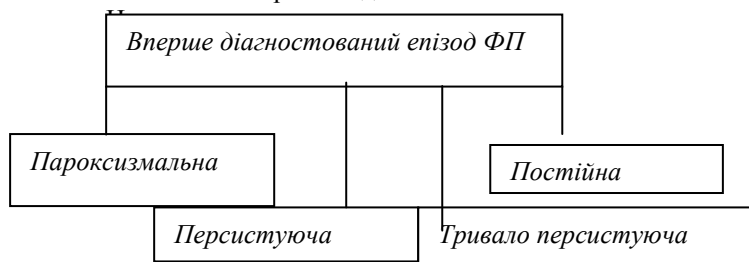 Вперше діагностований епізод ФП
Пароксизмальна
Постійна
Персистуюча
Тривало персистуюча